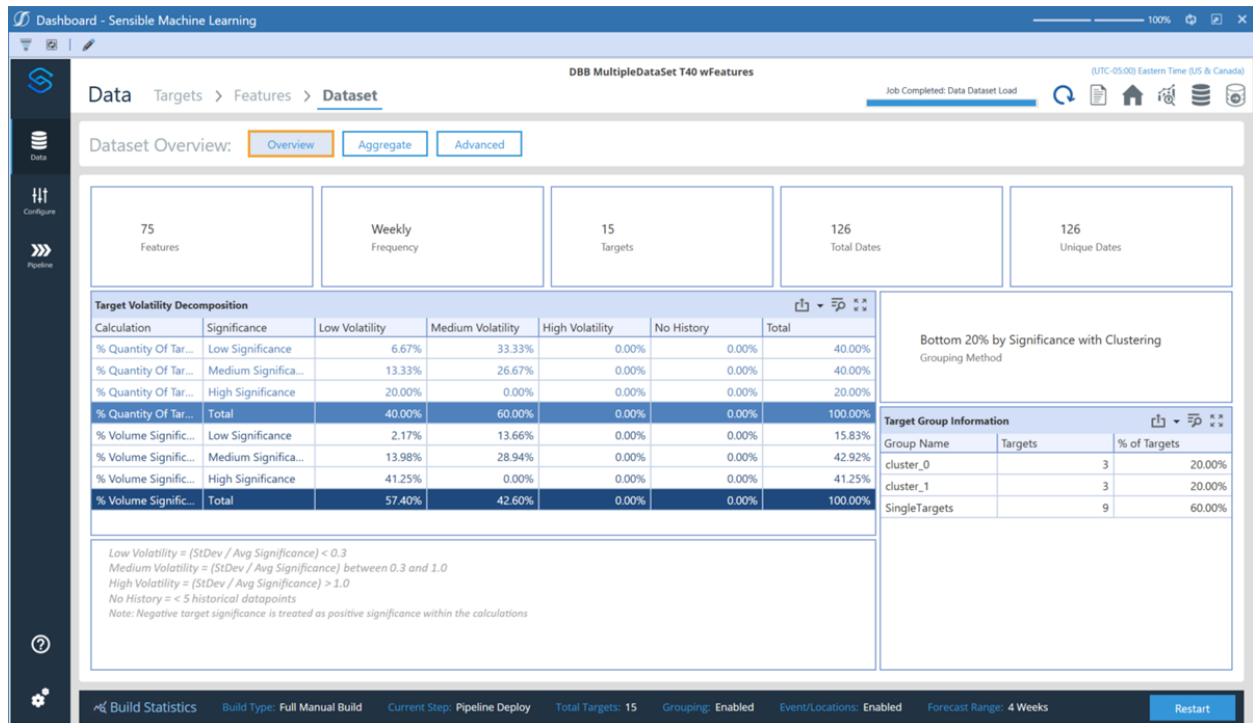 Dashboard - Sensible Machine Learning
100%
DBB MultipleDataSet T40 wFeatures
(UTC-05:00) Eastern Time (US & Canada)
Data Targets > Features > Dataset
Job Completed: Data Dataset Load
Data
Configure
Pipeline
Dataset Overview: Overview Aggregate Advanced
75
Features
Weekly
Frequency
15
Targets
126
Total Dates
126
Unique Dates
Target Volatility Decomposition
Calculation Significance Low Volatility Medium Volatility High Volatility No History Total
% Quantity Of Tar... Low Significance 6.67% 33.33% 0.00% 0.00% 40.00%
% Quantity Of Tar... Medium Significa... 13.33% 26.67% 0.00% 0.00% 40.00%
% Quantity Of Tar... High Significance 20.00% 0.00% 0.00% 0.00% 20.00%
% Quantity Of Tar... Total 40.00% 60.00% 0.00% 0.00% 100.00%
% Volume Signific... Low Significance 2.17% 13.66% 0.00% 0.00% 15.83%
% Volume Signific... Medium Significa... 13.98% 28.94% 0.00% 0.00% 42.92%
% Volume Signific... High Significance 41.25% 0.00% 0.00% 0.00% 41.25%
% Volume Signific... Total 57.40% 42.60% 0.00% 0.00% 100.00%
Low Volatility = (StDev / Avg Significance) < 0.3
Medium Volatility = (StDev / Avg Significance) between 0.3 and 1.0
High Volatility = (StDev / Avg Significance) > 1.0
No History = < 5 historical datapoints
Note: Negative target significance is treated as positive significance within the calculations
Bottom 20% by Significance with Clustering
Grouping Method
Target Group Information
Group Name Targets % of Targets
cluster_0 3 20.00%
cluster_1 3 20.00%
SingleTargets 9 60.00%
Build Statistics Build Type: Full Manual Build Current Step: Pipeline Deploy Total Targets: 15 Grouping: Enabled Event/Locations: Enabled Forecast Range: 4 Weeks Restart